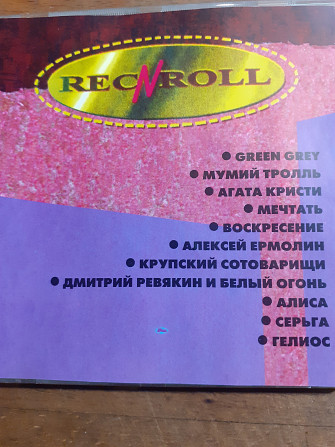 REC N ROLL
• GREEN GREY
• МУМИЙ ТРОЛЛЬ
• АГАТА КРИСТИ
• МЕЧТАТЬ
• ВОСКРЕСЕНИЕ
• АЛЕКСЕЙ ЕРМОЛИН
• КРУПСКИЙ СОТОВАРИЩИ
• ДМИТРИЙ РЕВЯКИН И БЕЛЫЙ ОГОНЬ
• АЛИСА
• СЕРЬГА
• ГЕЛИОС